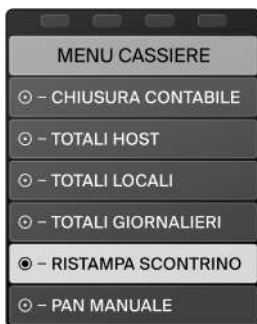 MENU CASSIERE
– CHIUSURA CONTABILE
– TOTALI HOST
– TOTALI LOCALI
– TOTALI GIORNALIERI
– RISTAMPA SCONTRINO
– PAN MANUALE